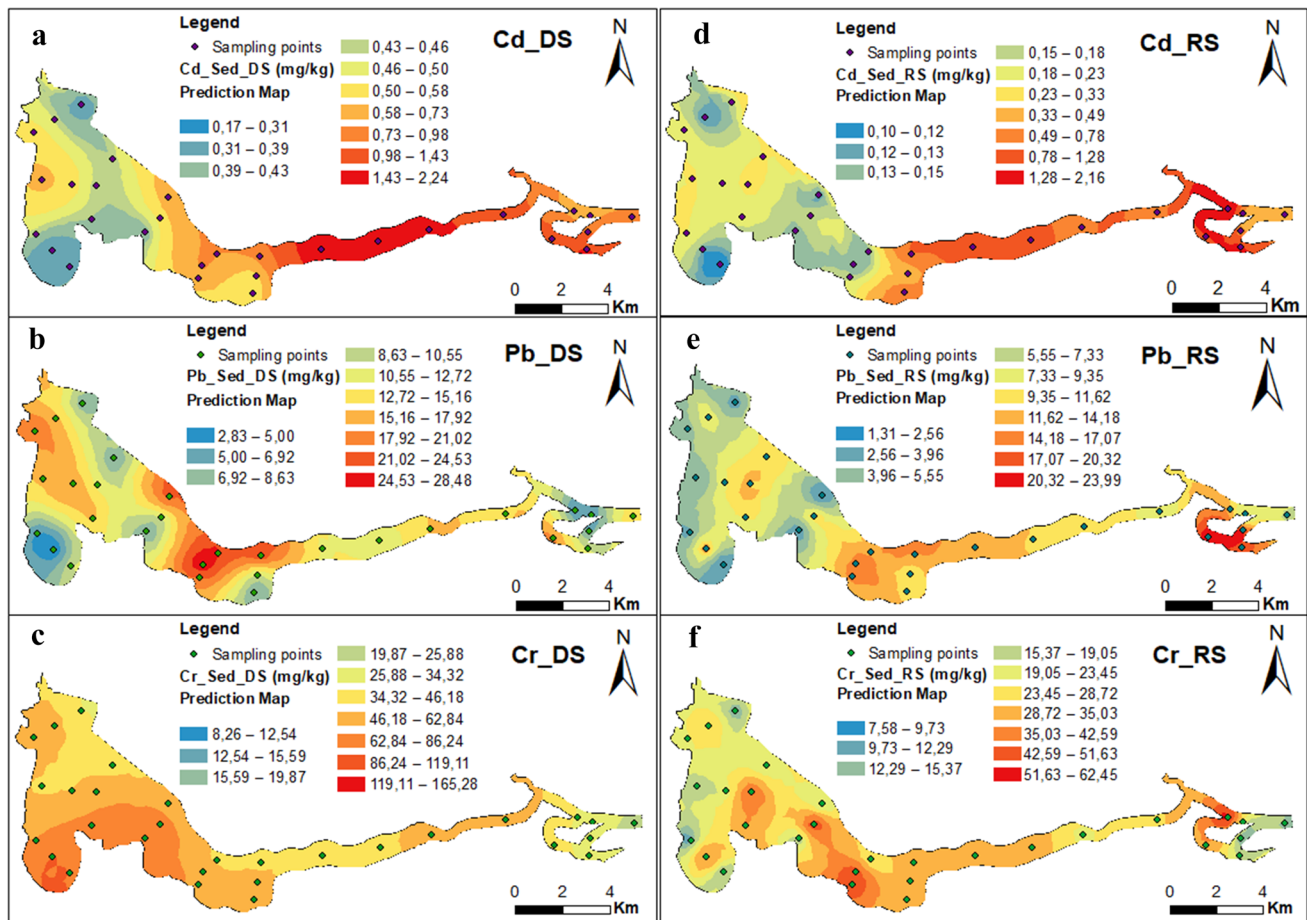 a
Legend
Sampling points
Cd_Sed_DS (mg/kg)
Prediction Map
0,17 – 0,31
0,31 – 0,39
0,39 – 0,43
0,43 – 0,46
0,46 – 0,50
0,50 – 0,58
0,58 – 0,73
0,73 – 0,98
0,98 – 1,43
1,43 – 2,24
Cd_DS
N
0 2 4
Km
d
Legend
Sampling points
Cd_Sed_RS (mg/kg)
Prediction Map
0,10 – 0,12
0,12 – 0,13
0,13 – 0,15
0,15 – 0,18
0,18 – 0,23
0,23 – 0,33
0,33 – 0,49
0,49 – 0,78
0,78 – 1,28
1,28 – 2,16
Cd_RS
N
0 2 4
Km
b
Legend
Sampling points
Pb_Sed_DS (mg/kg)
Prediction Map
2,83 – 5,00
5,00 – 6,92
6,92 – 8,63
8,63 – 10,55
10,55 – 12,72
12,72 – 15,16
15,16 – 17,92
17,92 – 21,02
21,02 – 24,53
24,53 – 28,48
Pb_DS
N
0 2 4
Km
e
Legend
Sampling points
Pb_Sed_RS (mg/kg)
Prediction Map
1,31 – 2,56
2,56 – 3,96
3,96 – 5,55
5,55 – 7,33
7,33 – 9,35
9,35 – 11,62
11,62 – 14,18
14,18 – 17,07
17,07 – 20,32
20,32 – 23,99
Pb_RS
N
0 2 4
Km
c
Legend
Sampling points
Cr_Sed_DS (mg/kg)
Prediction Map
8,26 – 12,54
12,54 – 15,59
15,59 – 19,87
19,87 – 25,88
25,88 – 34,32
34,32 – 46,18
46,18 – 62,84
62,84 – 86,24
86,24 – 119,11
119,11 – 165,28
Cr_DS
N
0 2 4
Km
f
Legend
Sampling points
Cr_Sed_RS (mg/kg)
Prediction Map
7,58 – 9,73
9,73 – 12,29
12,29 – 15,37
15,37 – 19,05
19,05 – 23,45
23,45 – 28,72
28,72 – 35,03
35,03 – 42,59
42,59 – 51,63
51,63 – 62,45
Cr_RS
N
0 2 4
Km